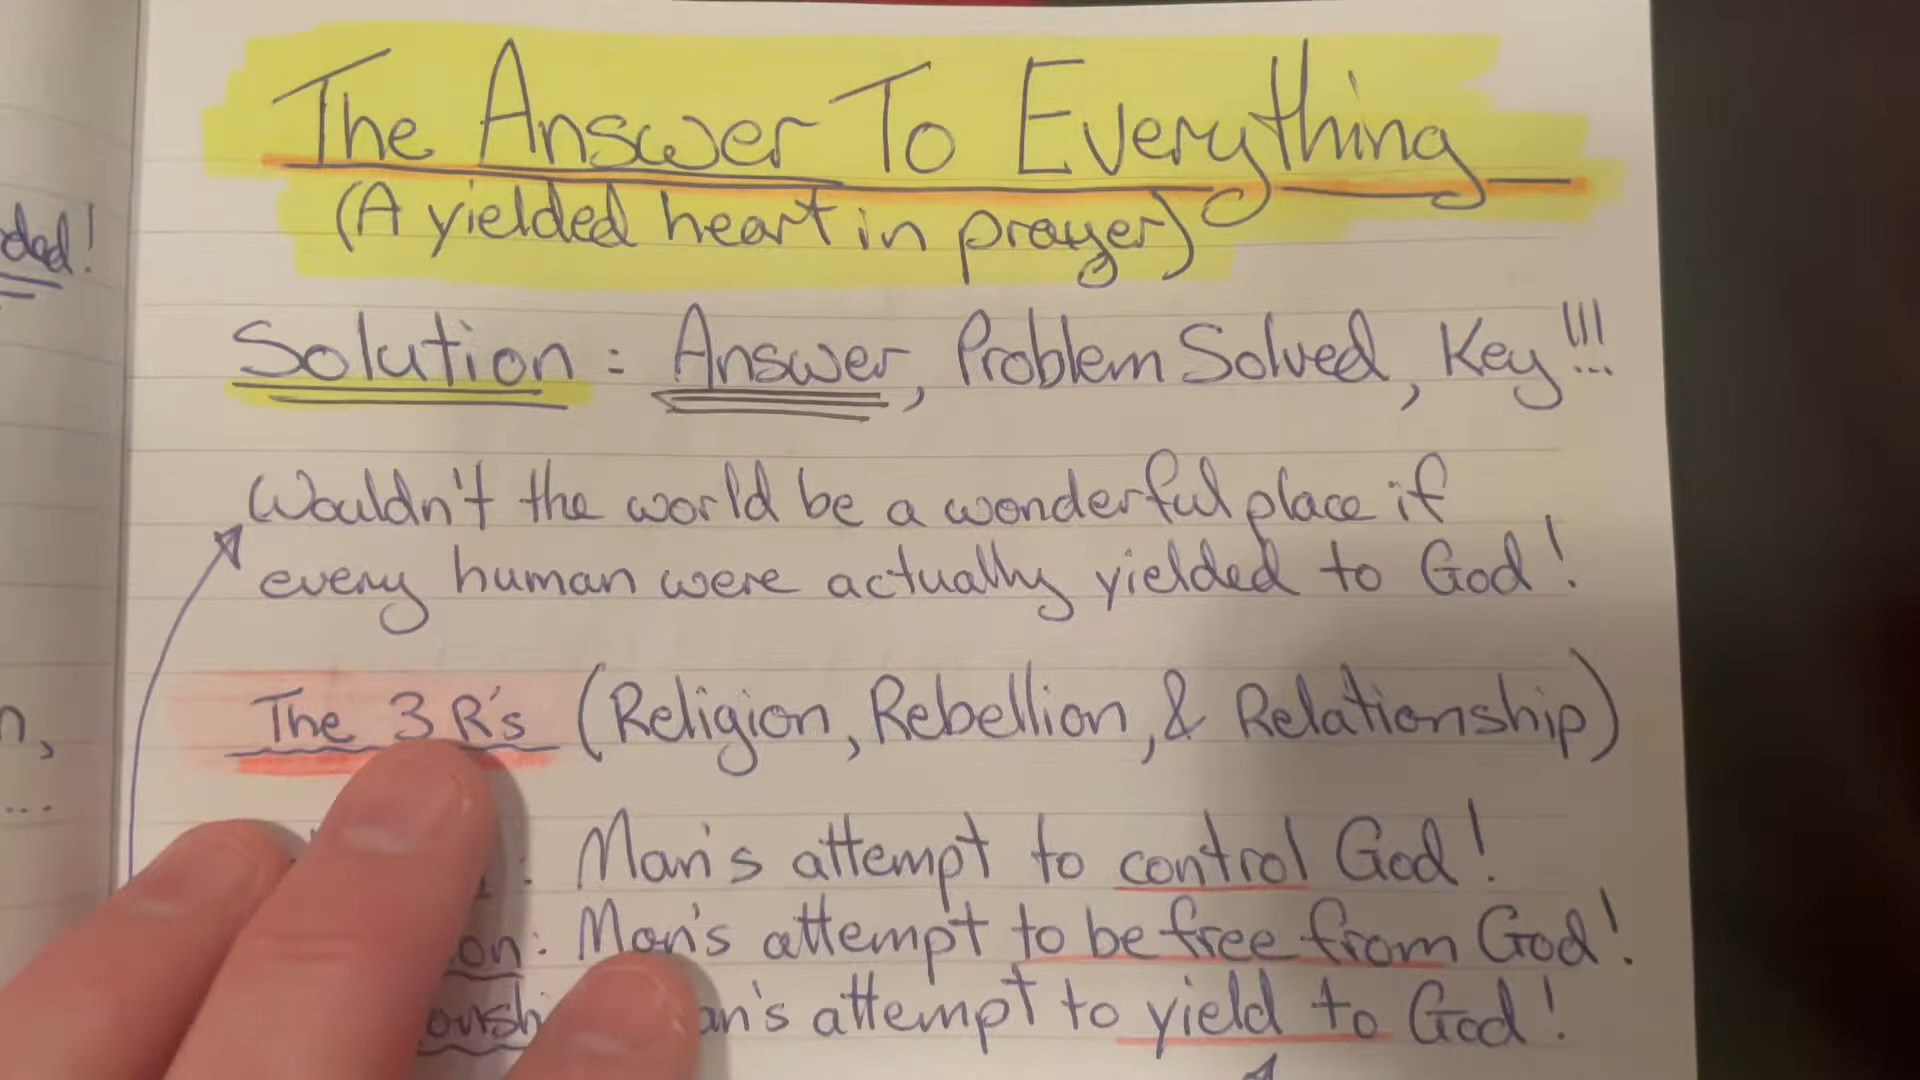 The Answer To Everything
(A yielded heart in prayer)
Solution: Answer, Problem Solved, Key!!!
Wouldn't the world be a wonderful place if
every human were actually yielded to God!
The 3 R's (Religion, Rebellion, & Relationship)
: Man's attempt to control God!
on: Man's attempt to be free from God!
onsh an's attempt to yield to God!
ded!
n,
...